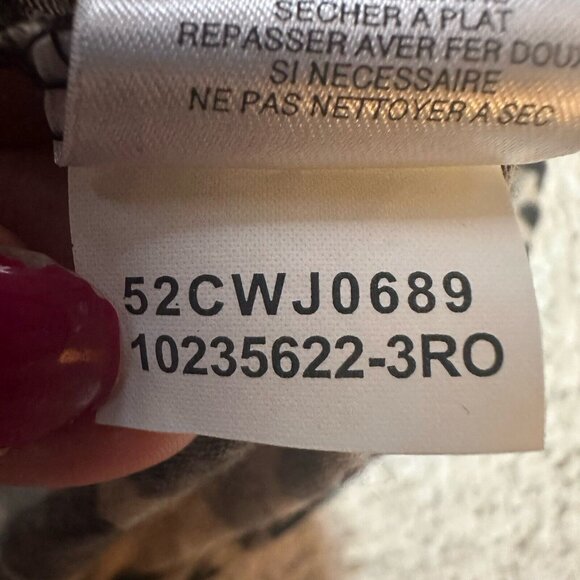 SECHER A PLAT
REPASSER AVER FER DOUX
SI NECESSAIRE
NE PAS NETTOYER A SEC
52CWJ0689
10235622-3RO